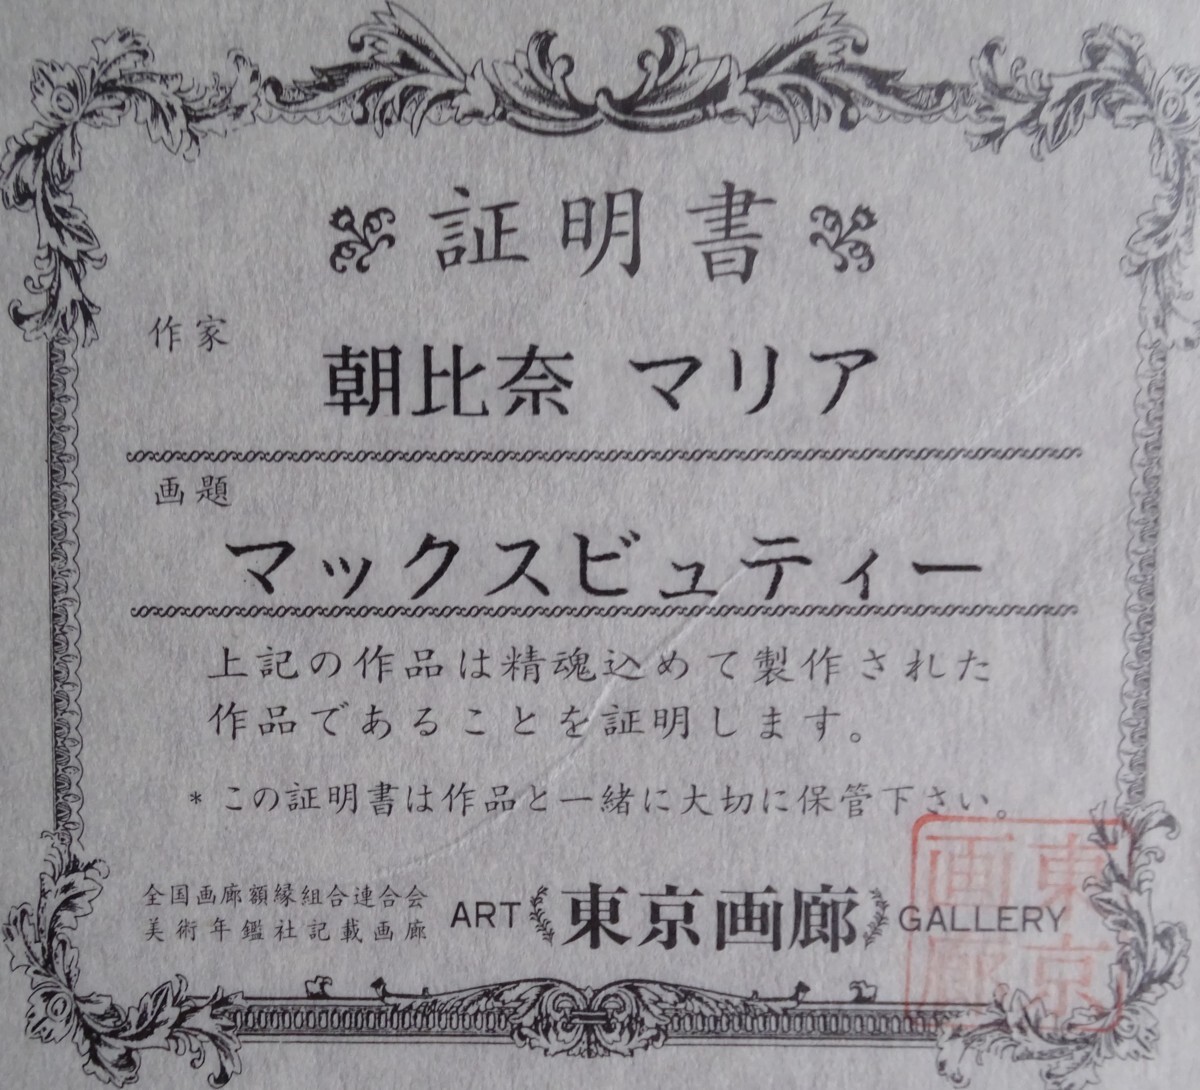 証明書
作家
朝比奈 マリア
画題
マックスビュティー
上記の作品は精魂込めて製作された
作品であることを証明します。
* この証明書は作品と一緒に大切に保管下さい。
全国画廊額縁組合連合会
美術年鑑社記載画廊
ART 東京画廊 GALLERY
東京
画廊